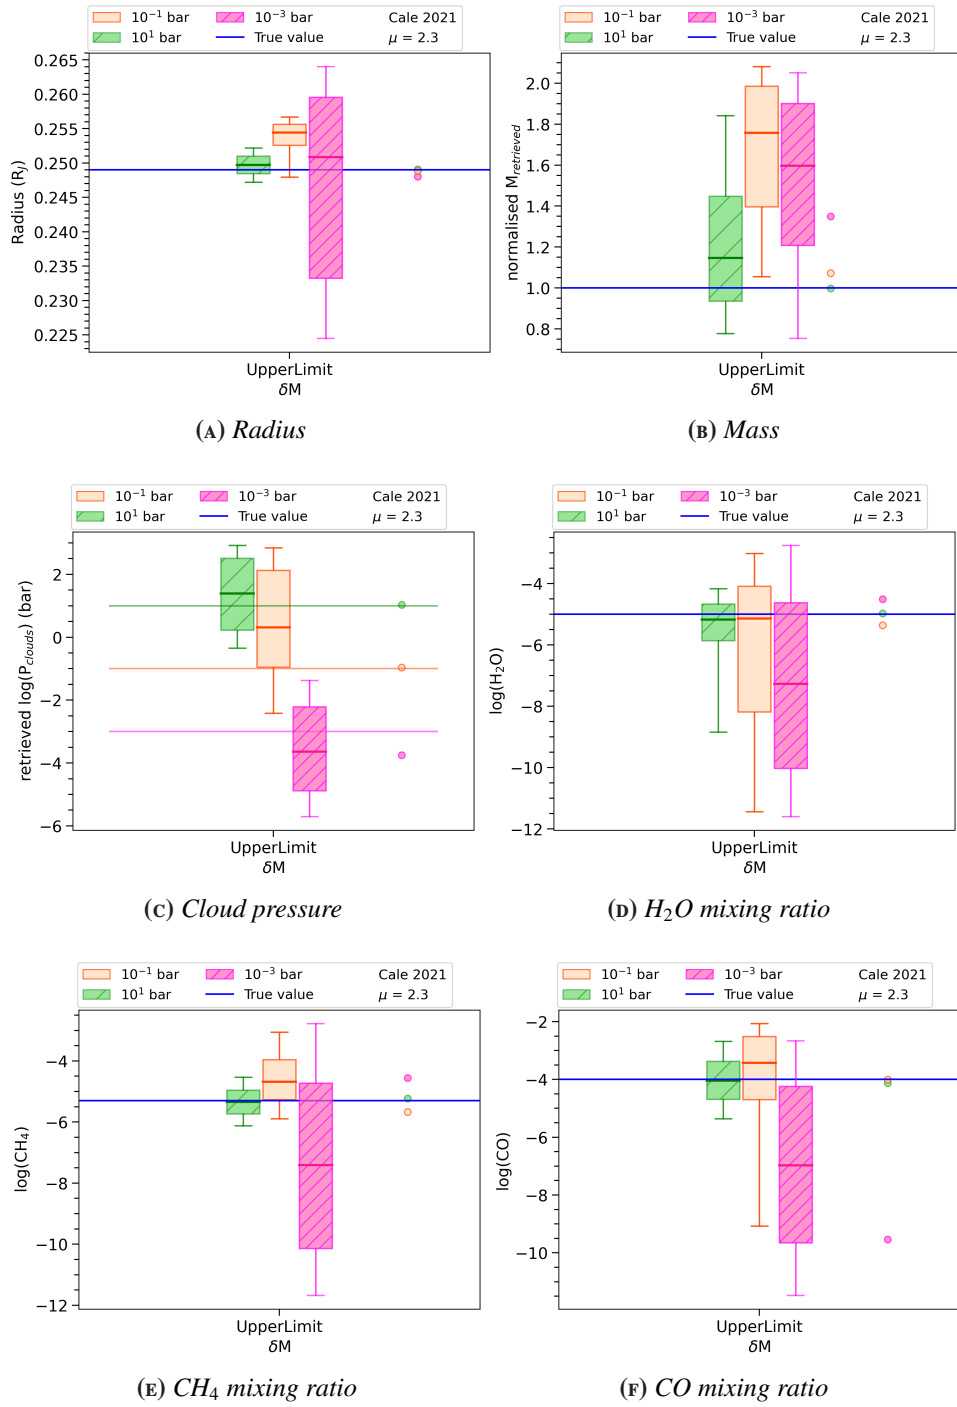 10⁻¹ bar 10⁻³ bar Cale 2021
10¹ bar True value μ = 2.3
0.265
0.260
0.255
0.250
0.245
0.240
0.235
0.230
0.225
Radius (R_J)
UpperLimit
δM
(A) Radius
10⁻¹ bar 10⁻³ bar Cale 2021
10¹ bar True value μ = 2.3
2.0
1.8
1.6
1.4
1.2
1.0
0.8
normalised M_retrieved
UpperLimit
δM
(B) Mass
10⁻¹ bar 10⁻³ bar Cale 2021
10¹ bar True value μ = 2.3
2
0
−2
−4
−6
retrieved log(P_clouds) (bar)
UpperLimit
δM
(C) Cloud pressure
10⁻¹ bar 10⁻³ bar Cale 2021
10¹ bar True value μ = 2.3
−4
−6
−8
−10
−12
log(H₂O)
UpperLimit
δM
(D) H₂O mixing ratio
10⁻¹ bar 10⁻³ bar Cale 2021
10¹ bar True value μ = 2.3
−4
−6
−8
−10
−12
log(CH₄)
UpperLimit
δM
(E) CH₄ mixing ratio
10⁻¹ bar 10⁻³ bar Cale 2021
10¹ bar True value μ = 2.3
−2
−4
−6
−8
−10
log(CO)
UpperLimit
δM
(F) CO mixing ratio